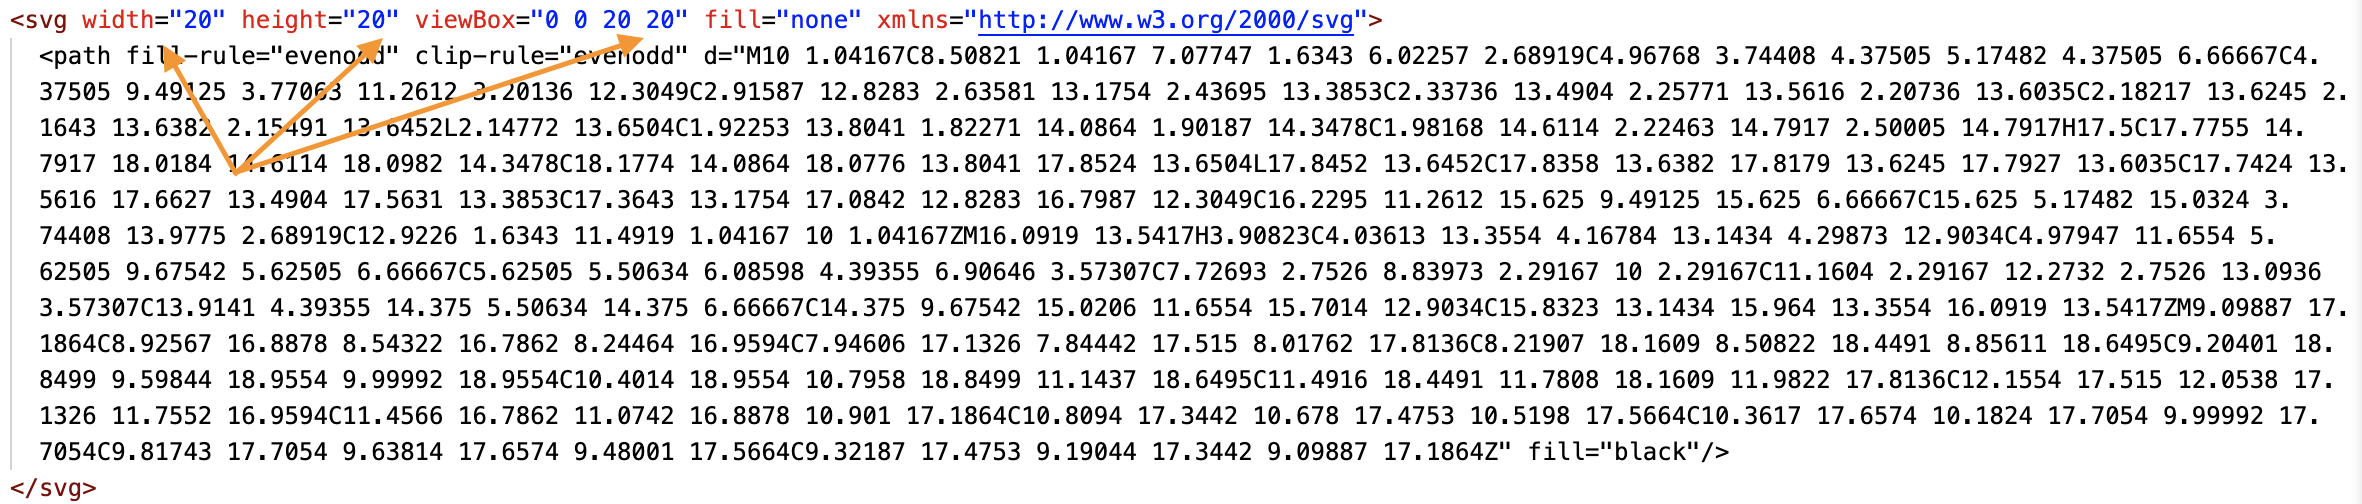 <svg width="20" height="20" viewBox="0 0 20 20" fill="none" xmlns="http://www.w3.org/2000/svg">
<path fill-rule="evenodd" clip-rule="evenodd" d="M10 1.04167C8.50821 1.04167 7.07747 1.6343 6.02257 2.68919C4.96768 3.74408 4.37505 5.17482 4.37505 6.66667C4.
37505 9.49125 3.77063 11.2612 3.20136 12.3049C2.91587 12.8283 2.63581 13.1754 2.43695 13.3853C2.33736 13.4904 2.25771 13.5616 2.20736 13.6035C2.18217 13.6245 2.
1643 13.6382 2.15491 13.6452L2.14772 13.6504C1.92253 13.8041 1.82271 14.0864 1.90187 14.3478C1.98168 14.6114 2.22463 14.7917 2.50005 14.7917H17.5C17.7755 14.
7917 18.0184 14.6114 18.0982 14.3478C18.1774 14.0864 18.0776 13.8041 17.8524 13.6504L17.8452 13.6452C17.8358 13.6382 17.8179 13.6245 17.7927 13.6035C17.7424 13.
5616 17.6627 13.4904 17.5631 13.3853C17.3643 13.1754 17.0842 12.8283 16.7987 12.3049C16.2295 11.2612 15.625 9.49125 15.625 6.66667C15.625 5.17482 15.0324 3.
74408 13.9775 2.68919C12.9226 1.6343 11.4919 1.04167 10 1.04167ZM16.0919 13.5417H3.90823C4.03613 13.3554 4.16784 13.1434 4.29873 12.9034C4.97947 11.6554 5.
62505 9.67542 5.62505 6.66667C5.62505 5.50634 6.08598 4.39355 6.90646 3.57307C7.72693 2.7526 8.83973 2.29167 10 2.29167C11.1604 2.29167 12.2732 2.7526 13.0936
3.57307C13.9141 4.39355 14.375 5.50634 14.375 6.66667C14.375 9.67542 15.0206 11.6554 15.7014 12.9034C15.8323 13.1434 15.964 13.3554 16.0919 13.5417ZM9.09887 17.
1864C8.92567 16.8878 8.54322 16.7862 8.24464 16.9594C7.94606 17.1326 7.84442 17.515 8.01762 17.8136C8.21907 18.1609 8.50822 18.4491 8.85611 18.6495C9.20401 18.
8499 9.59844 18.9554 9.99992 18.9554C10.4014 18.9554 10.7958 18.8499 11.1437 18.6495C11.4916 18.4491 11.7808 18.1609 11.9822 17.8136C12.1554 17.515 12.0538 17.
1326 11.7552 16.9594C11.4566 16.7862 11.0742 16.8878 10.901 17.1864C10.8094 17.3442 10.678 17.4753 10.5198 17.5664C10.3617 17.6574 10.1824 17.7054 9.99992 17.
7054C9.81743 17.7054 9.63814 17.6574 9.48001 17.5664C9.32187 17.4753 9.19044 17.3442 9.09887 17.1864Z" fill="black"/>
</svg>